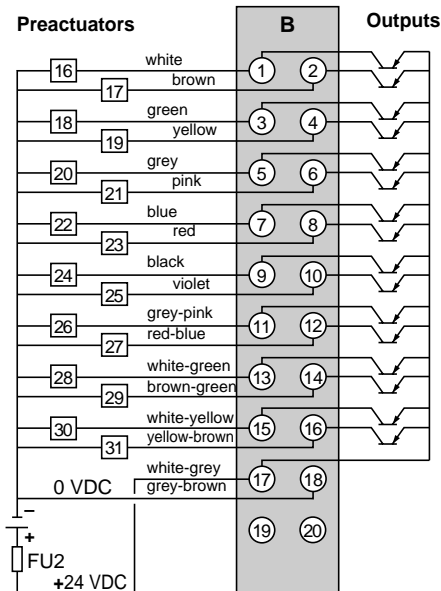 Preactuators B Outputs
16 white 1 2
17 brown
18 green 3 4
19 yellow
20 grey 5 6
21 pink
22 blue 7 8
23 red
24 black 9 10
25 violet
26 grey-pink 11 12
27 red-blue
28 white-green 13 14
29 brown-green
30 white-yellow 15 16
31 yellow-brown
white-grey 17 18
0 VDC grey-brown
–
+ 19 20
FU2
+24 VDC